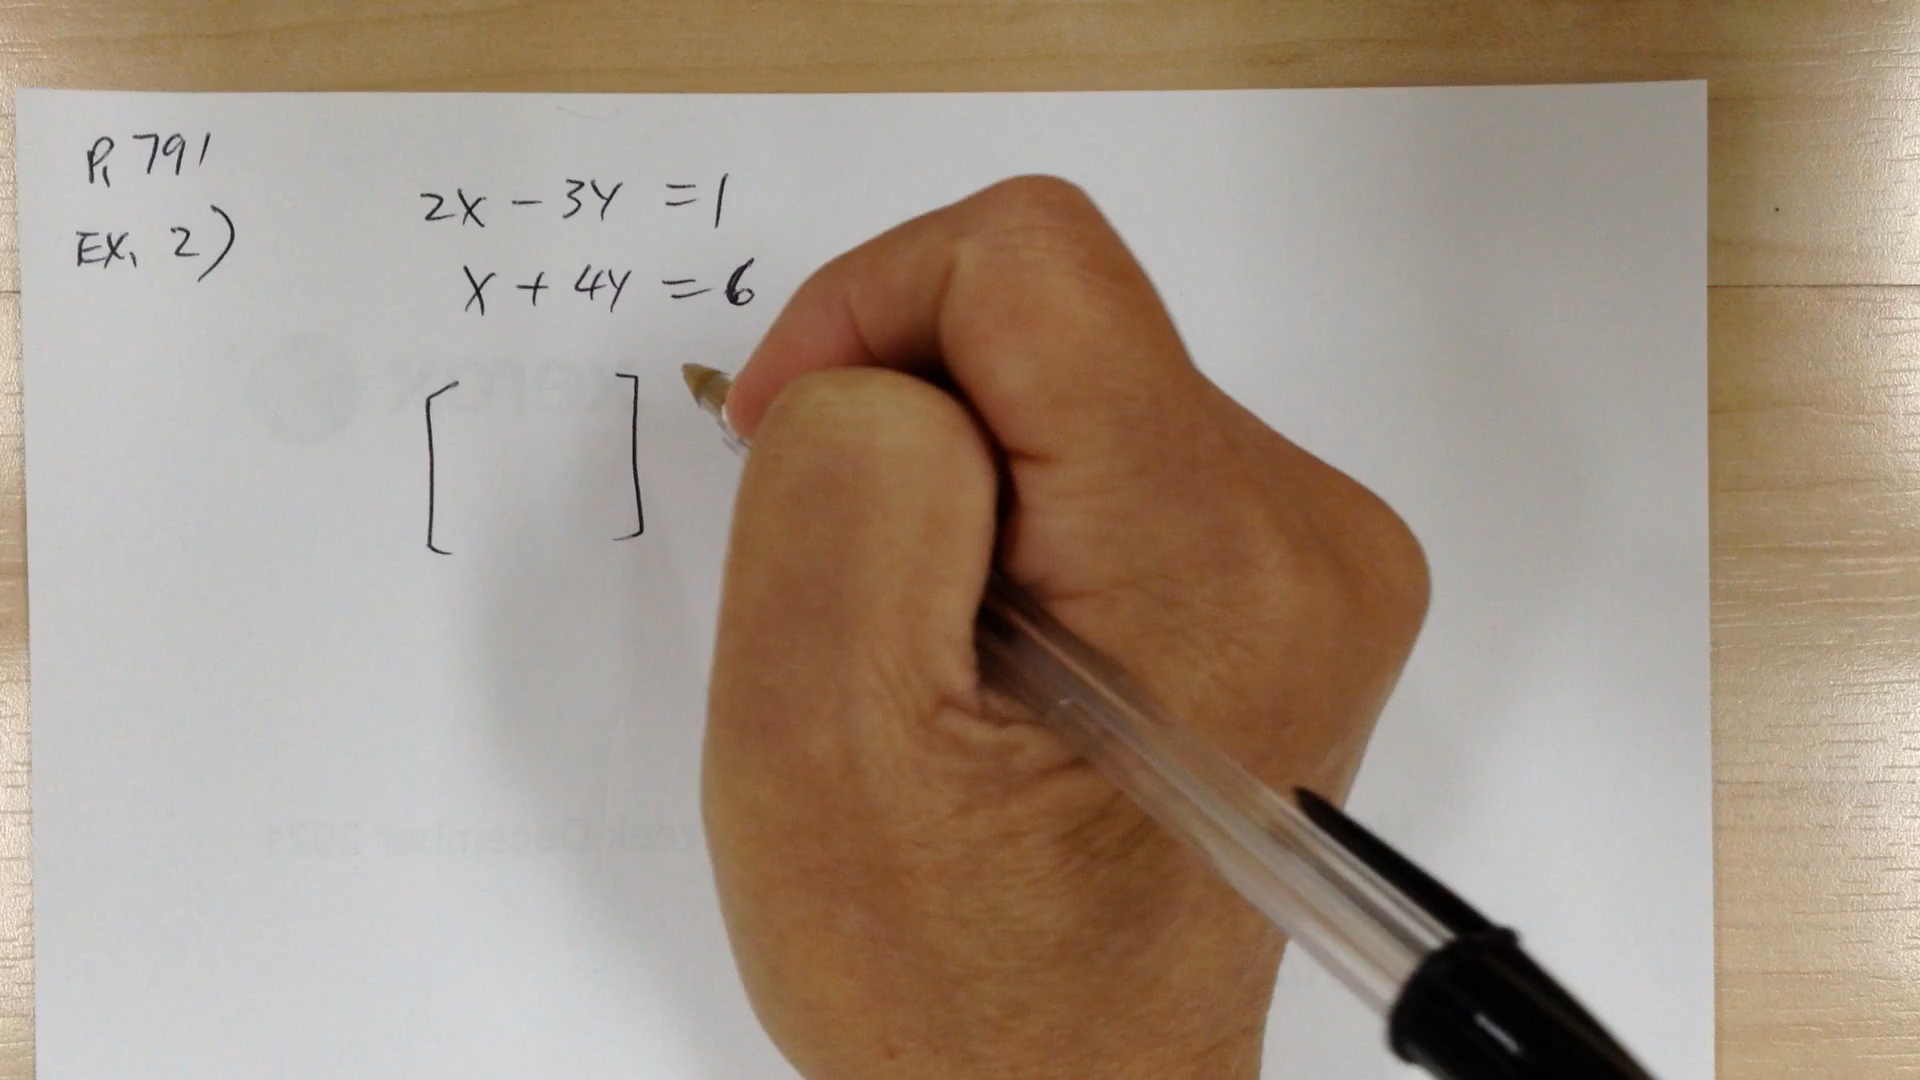 P. 791
EX. 2)
2x - 3y = 1
x + 4y = 6
[ ]